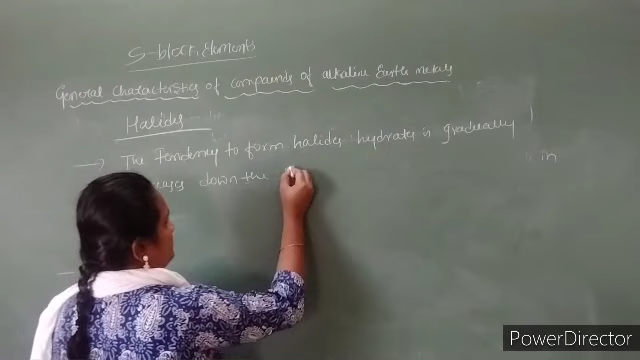 S-block elements
General characteristics of compounds of alkaline Earth metals
Halides
→ The Tendency to form halides hydrates is gradually
in
down the
PowerDirector